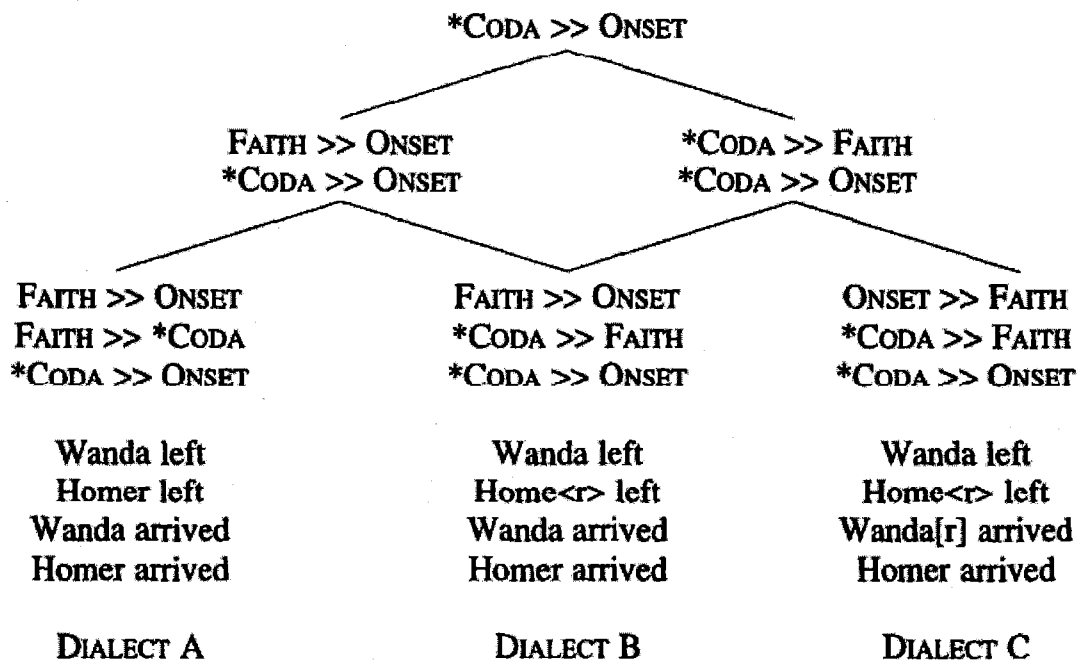 *CODA >> ONSET
FAITH >> ONSET *CODA >> FAITH
*CODA >> ONSET *CODA >> ONSET
FAITH >> ONSET FAITH >> ONSET ONSET >> FAITH
FAITH >> *CODA *CODA >> FAITH *CODA >> FAITH
*CODA >> ONSET *CODA >> ONSET *CODA >> ONSET
Wanda left Wanda left Wanda left
Homer left Home<r> left Home<r> left
Wanda arrived Wanda arrived Wanda[r] arrived
Homer arrived Homer arrived Homer arrived
DIALECT A DIALECT B DIALECT C